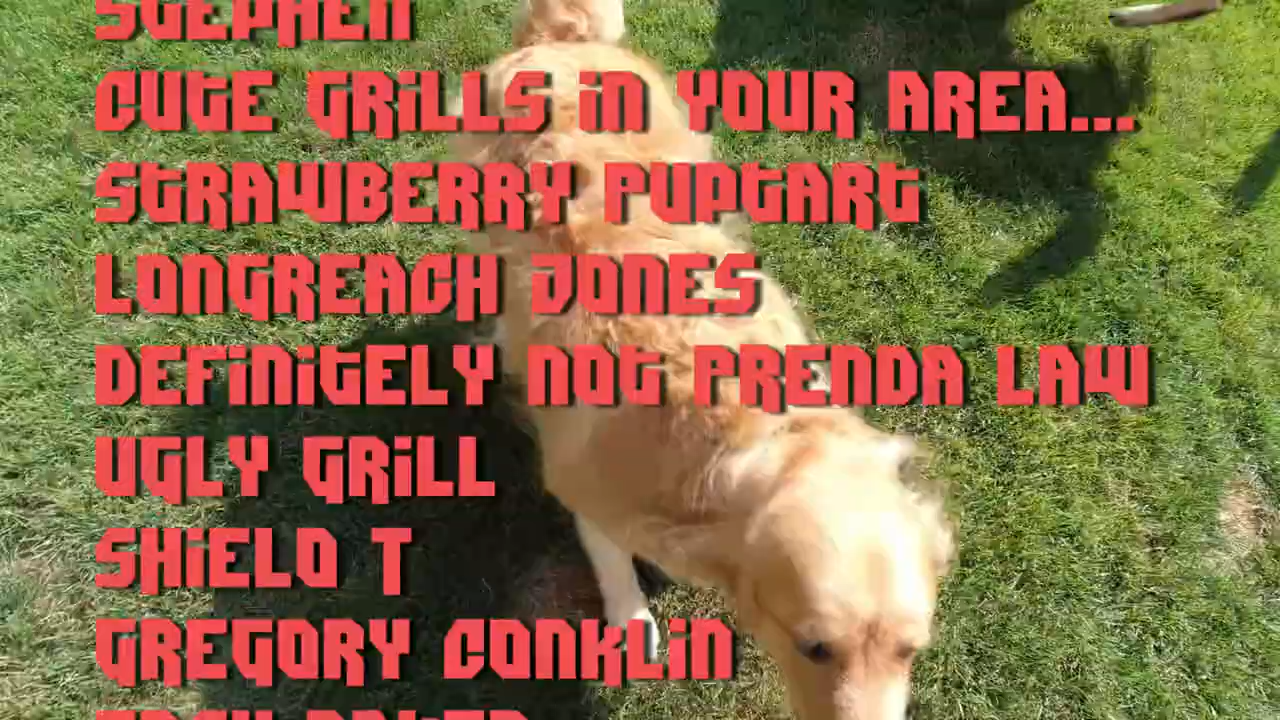 STEPHEN
CUTE GRILLS IN YOUR AREA...
STRAWBERRY PUPTART
LONGREACH JONES
DEFINITELY NOT PRENDA LAW
UGLY GRILL
SHIELD T
GREGORY CONKLIN